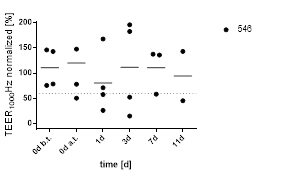 TEER1000Hz normalized [%]
200
150
100
50
0
0d b.t.
0d a.t.
1d
3d
7d
11d
time [d]
546